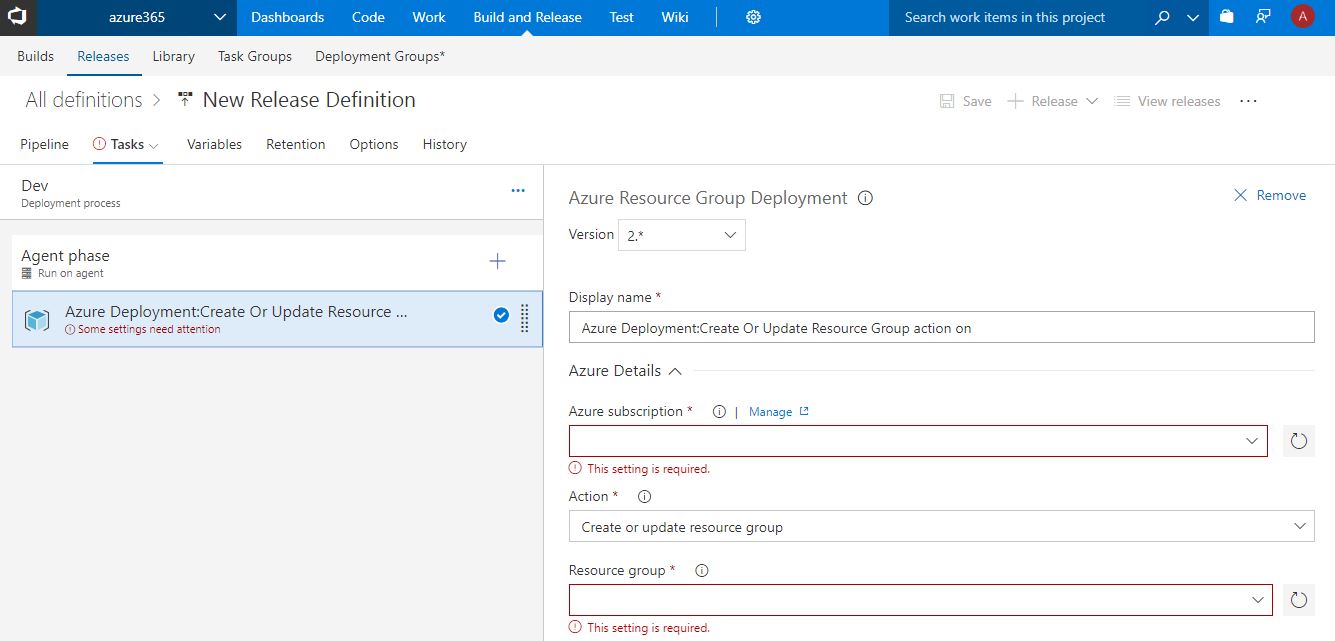 azure365 Dashboards Code Work Build and Release Test Wiki Search work items in this project A
Builds Releases Library Task Groups Deployment Groups*
All definitions > New Release Definition Save Release View releases ...
Pipeline Tasks Variables Retention Options History
Dev
Deployment process
Agent phase
Run on agent
Azure Deployment:Create Or Update Resource ...
Some settings need attention
Azure Resource Group Deployment
Remove
Version 2.*
Display name *
Azure Deployment:Create Or Update Resource Group action on
Azure Details
Azure subscription * | Manage
This setting is required.
Action *
Create or update resource group
Resource group *
This setting is required.